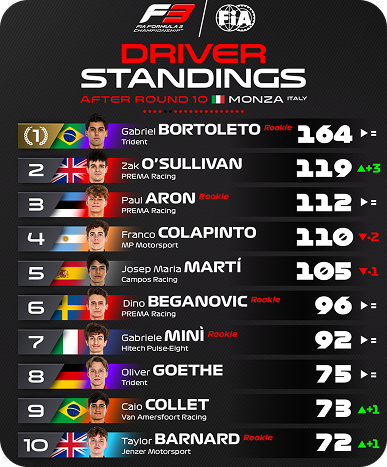 F3
FIA FORMULA 3
CHAMPIONSHIP
FIA
DRIVER
STANDINGS
AFTER ROUND 10 MONZA ITALY
1 Gabriel BORTOLETO Rookie 164 =
Trident
2 Zak O'SULLIVAN 119 +3
PREMA Racing
3 Paul ARON Rookie 112 =
PREMA Racing
4 Franco COLAPINTO 110 -2
MP Motorsport
5 Josep María MARTÍ 105 -1
Campos Racing
6 Dino BEGANOVIC Rookie 96 =
PREMA Racing
7 Gabriele MINÌ Rookie 92 =
Hitech Pulse-Eight
8 Oliver GOETHE 75 =
Trident
9 Caio COLLET 73 +1
Van Amersfoort Racing
10 Taylor BARNARD Rookie 72 +1
Jenzer Motorsport